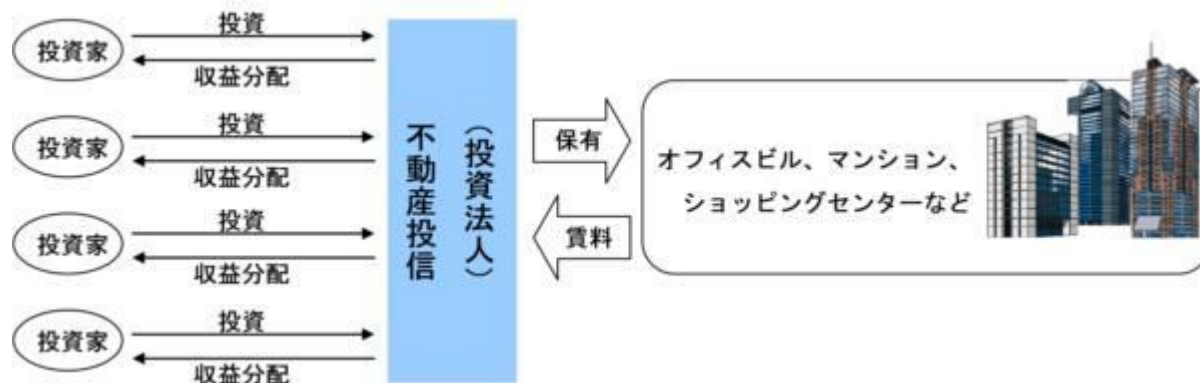 投資家
投資
収益分配
投資家
投資
収益分配
投資家
投資
収益分配
投資家
投資
収益分配
不動産投信
（投資法人）
保有
賃料
オフィスビル、マンション、
ショッピングセンターなど